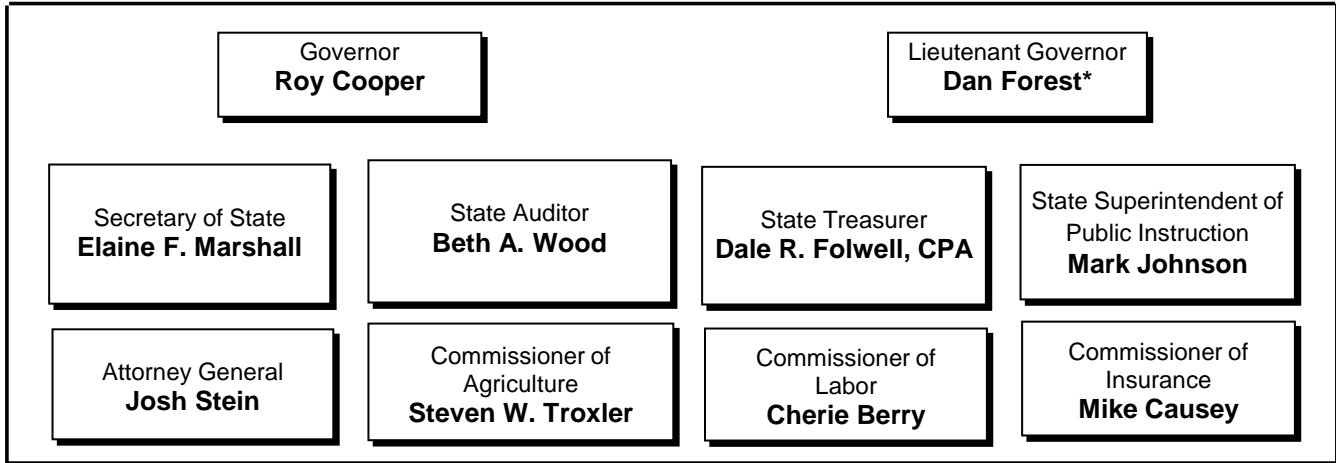 Governor
Roy Cooper
Lieutenant Governor
Dan Forest*
Secretary of State
Elaine F. Marshall
State Auditor
Beth A. Wood
State Treasurer
Dale R. Folwell, CPA
State Superintendent of
Public Instruction
Mark Johnson
Attorney General
Josh Stein
Commissioner of
Agriculture
Steven W. Troxler
Commissioner of
Labor
Cherie Berry
Commissioner of
Insurance
Mike Causey